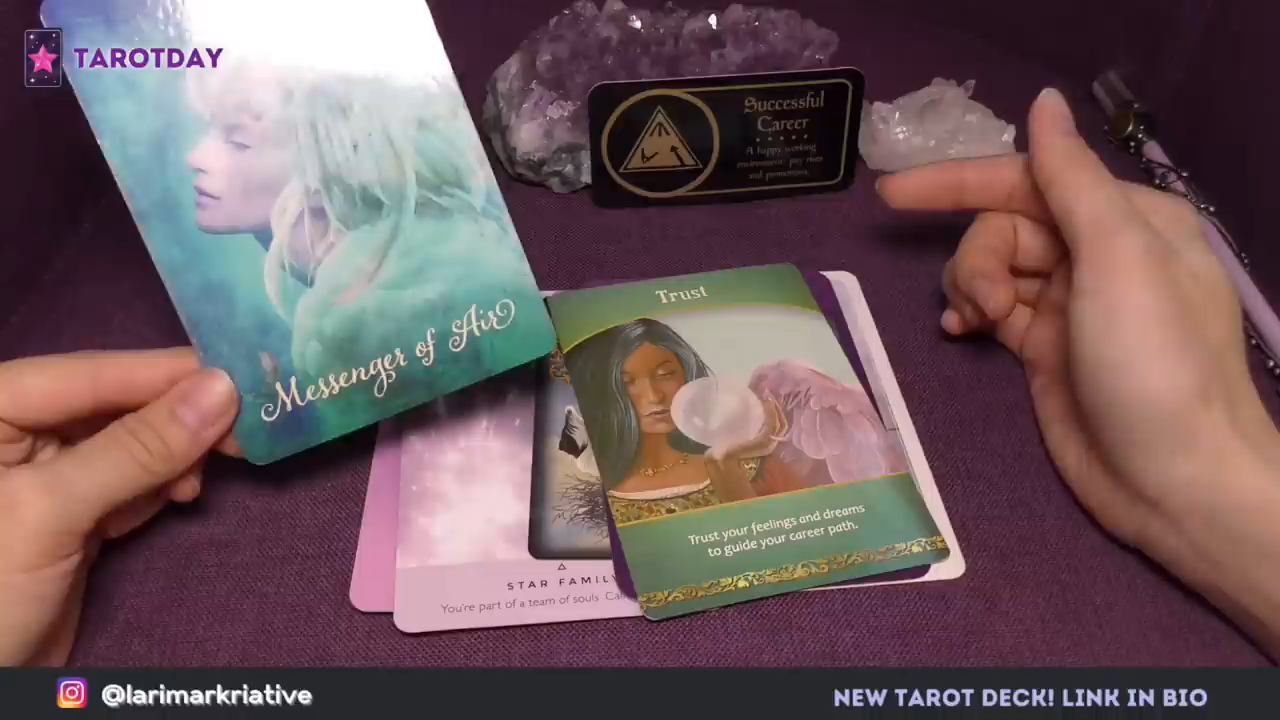 TAROTDAY
Successful
Career
A happy working
environment; pay rises
and promotions.
Messenger of Air
Trust
Trust your feelings and dreams
to guide your career path.
STAR FAMILY
You're part of a team of souls
@larimarkriative
NEW TAROT DECK! LINK IN BIO